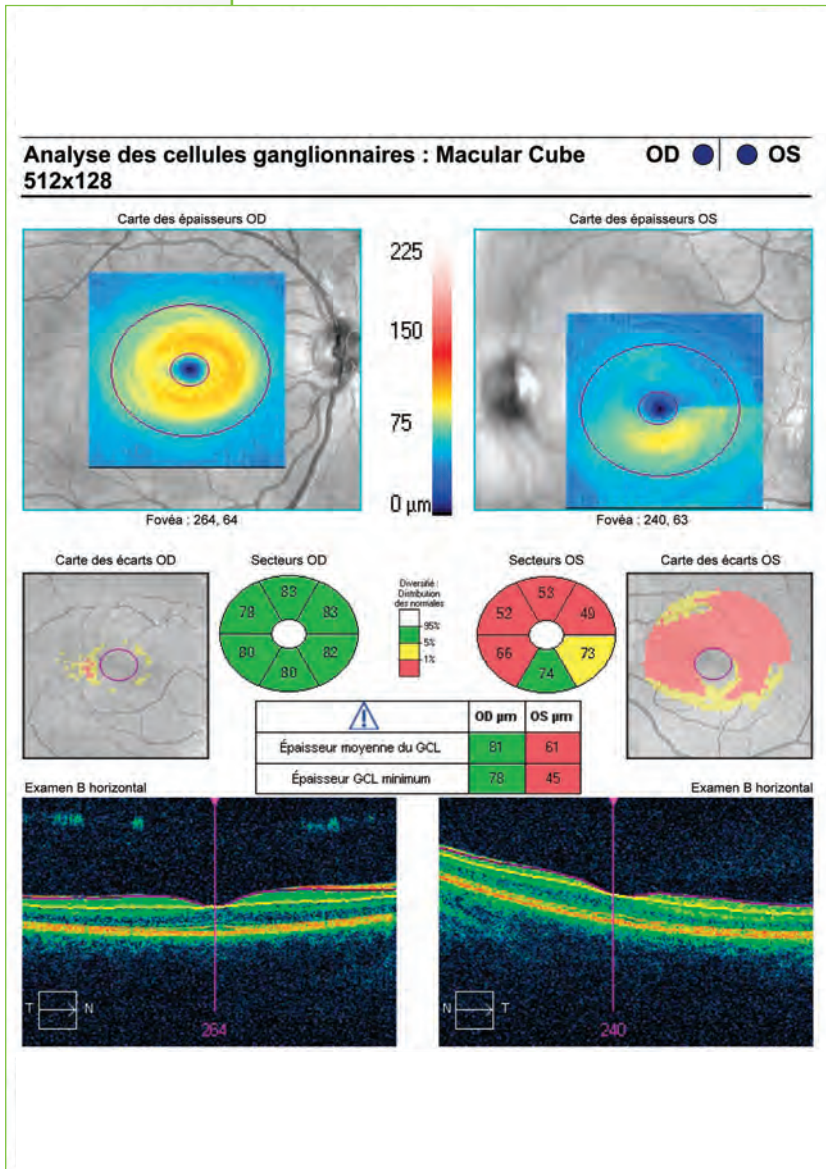 Analyse des cellules ganglionnaires : Macular Cube
512x128
OD OS
Carte des épaisseurs OD
Carte des épaisseurs OS
225
150
75
0 µm
Fovéa : 264, 64
Fovéa : 240, 63
Carte des écarts OD
Secteurs OD
Secteurs OS
Carte des écarts OS
83
78 83
80 82
80
Diversifié :
Distribution
des normales
95%
5%
1%
53
52 49
66 73
74
OD µm OS µm
Épaisseur moyenne du GCL 81 61
Épaisseur GCL minimum 78 45
Examen B horizontal
Examen B horizontal
T N
264
N T
240